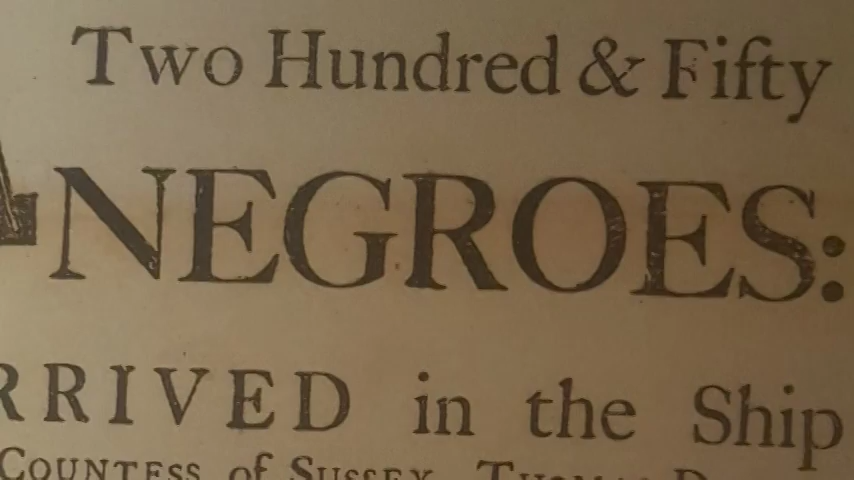 Two Hundred & Fifty
NEGROES:
RRIVED in the Ship
COUNTESS of SUSSEX